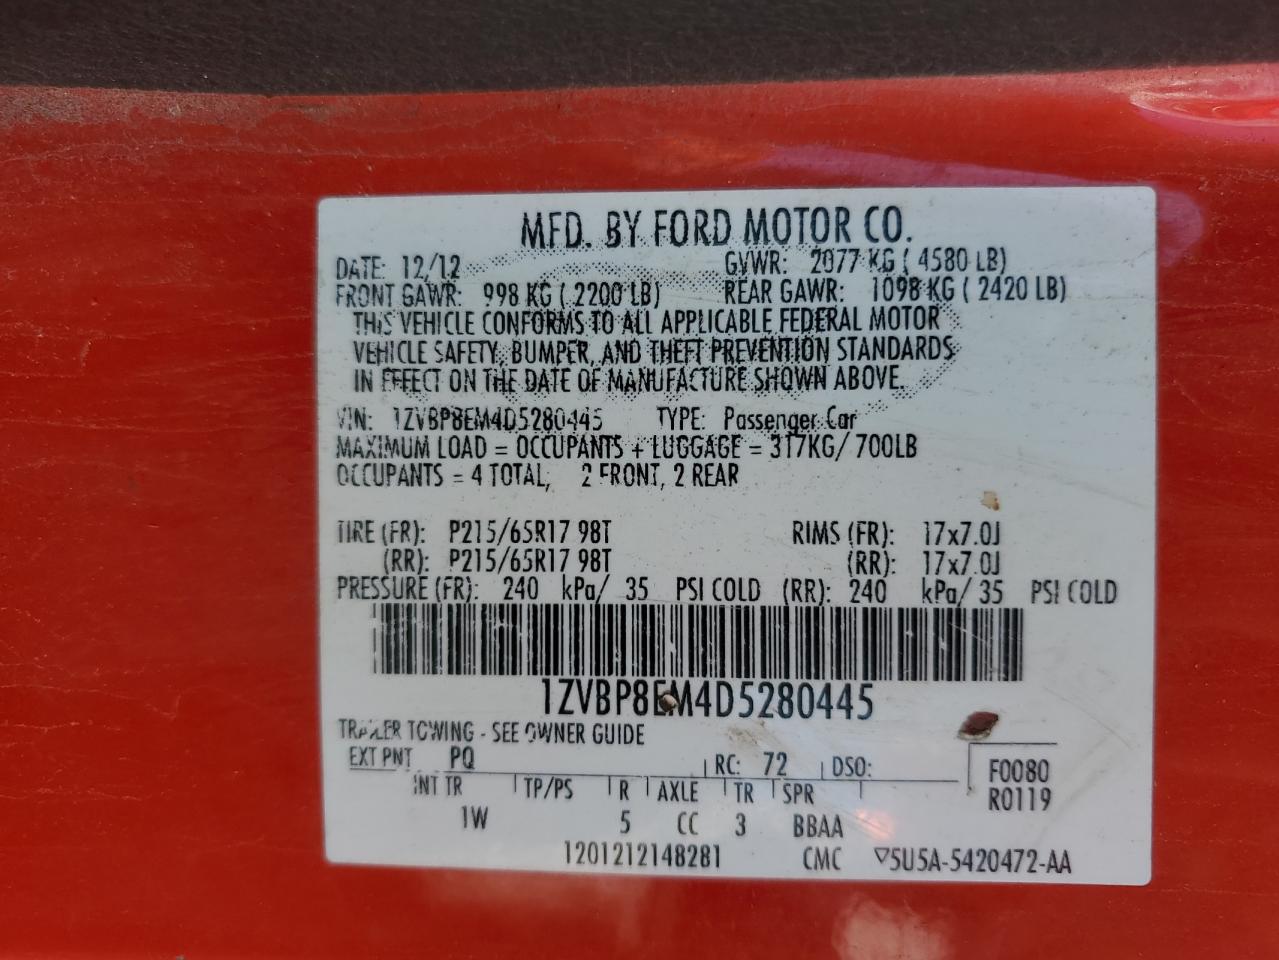 MFD. BY FORD MOTOR CO.
DATE: 12/12 GVWR: 2077 KG ( 4580 LB)
FRONT GAWR: 998 KG ( 2200 LB) REAR GAWR: 1098 KG ( 2420 LB)
THIS VEHICLE CONFORMS TO ALL APPLICABLE FEDERAL MOTOR
VEHICLE SAFETY, BUMPER, AND THEFT PREVENTION STANDARDS
IN EFFECT ON THE DATE OF MANUFACTURE SHOWN ABOVE.
VIN: 1ZVBP8EM4D5280445 TYPE: Passenger Car
MAXIMUM LOAD = OCCUPANTS + LUGGAGE = 317KG/ 700LB
OCCUPANTS = 4 TOTAL, 2 FRONT, 2 REAR
TIRE (FR): P215/65R17 98T RIMS (FR): 17x7.0J
(RR): P215/65R17 98T (RR): 17x7.0J
PRESSURE (FR): 240 kPa/ 35 PSI COLD (RR): 240 kPa/ 35 PSI COLD
1ZVBP8EM4D5280445
TRAILER TOWING - SEE OWNER GUIDE
EXT PNT PQ RC: 72 DSO: F0080
INT TR TP/PS R AXLE TR SPR R0119
1W 5 CC 3 BBAA
1201212148281 CMC ▽5U5A-5420472-AA